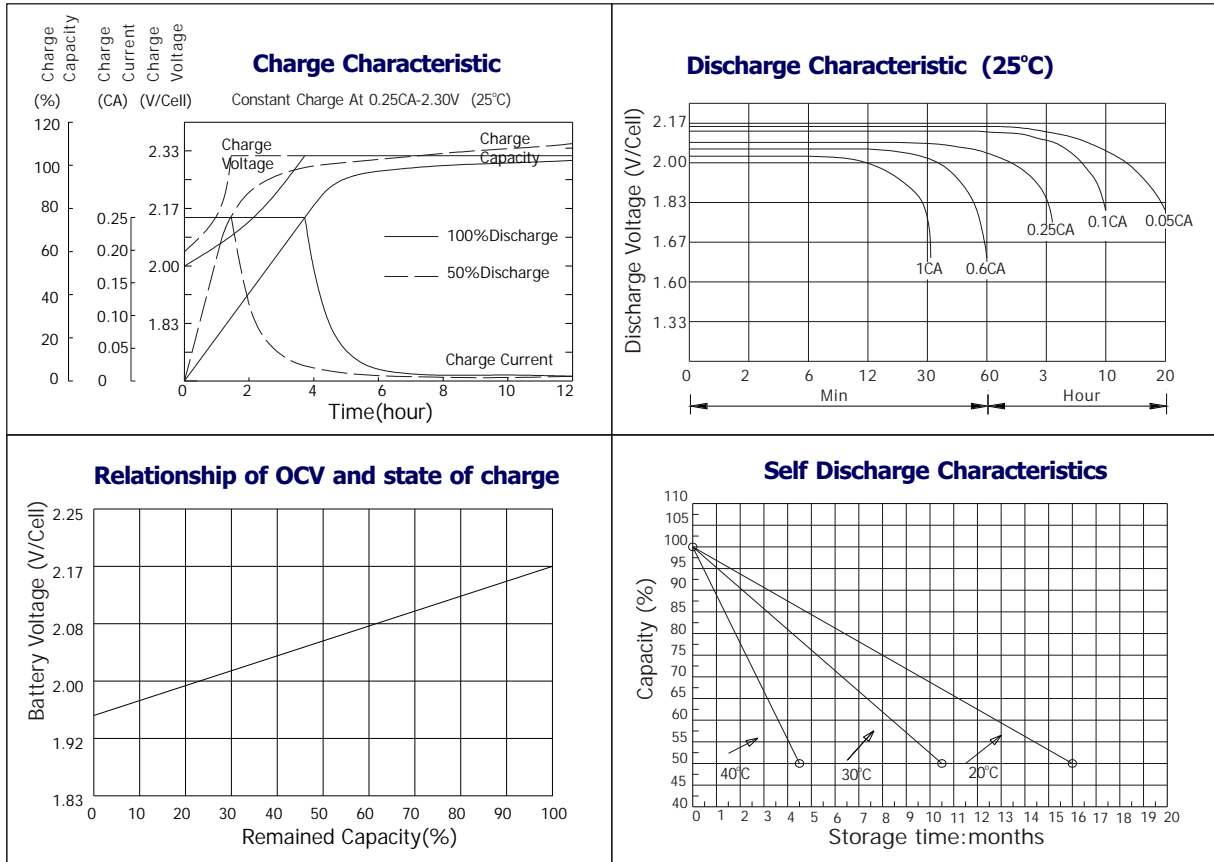 Charge Capacity
Charge Current
Charge Voltage
(%) (CA) (V/Cell)
Charge Characteristic
Constant Charge At 0.25CA-2.30V (25°C)
120
100
80
60
40
20
0
0.25
0.20
0.15
0.10
0.05
0
2.33
2.17
2.00
1.83
Charge Voltage
Charge Capacity
100%Discharge
50%Discharge
Charge Current
0 2 4 6 8 10 12
Time(hour)
Discharge Characteristic (25°C)
Discharge Voltage (V/Cell)
2.17
2.00
1.83
1.67
1.60
1.33
1CA 0.6CA 0.25CA 0.1CA 0.05CA
0 2 6 12 30 60 3 10 20
Min Hour
Relationship of OCV and state of charge
Battery Voltage (V/Cell)
2.25
2.17
2.08
2.00
1.92
1.83
0 10 20 30 40 50 60 70 80 90 100
Remained Capacity(%)
Self Discharge Characteristics
Capacity (%)
110
100
95
90
85
80
75
70
65
60
55
50
45
40
40°C 30°C 20°C
0 1 2 3 4 5 6 7 8 9 10 11 12 13 14 15 16 17 18 19 20
Storage time:months